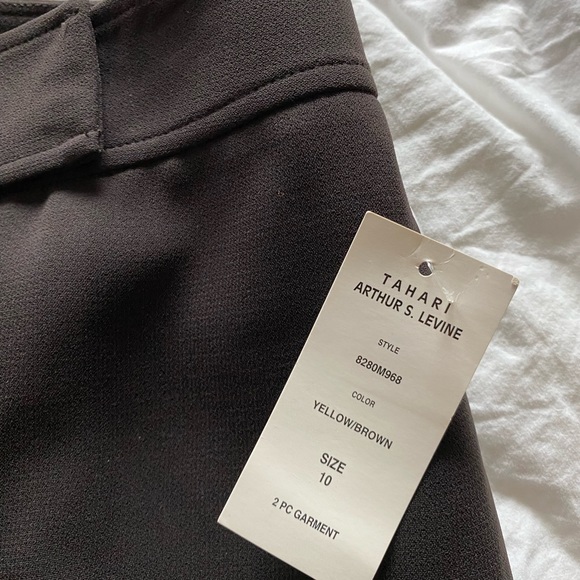 TAHARI
ARTHUR S. LEVINE
STYLE
8280M968
COLOR
YELLOW/BROWN
SIZE
10
2 PC GARMENT